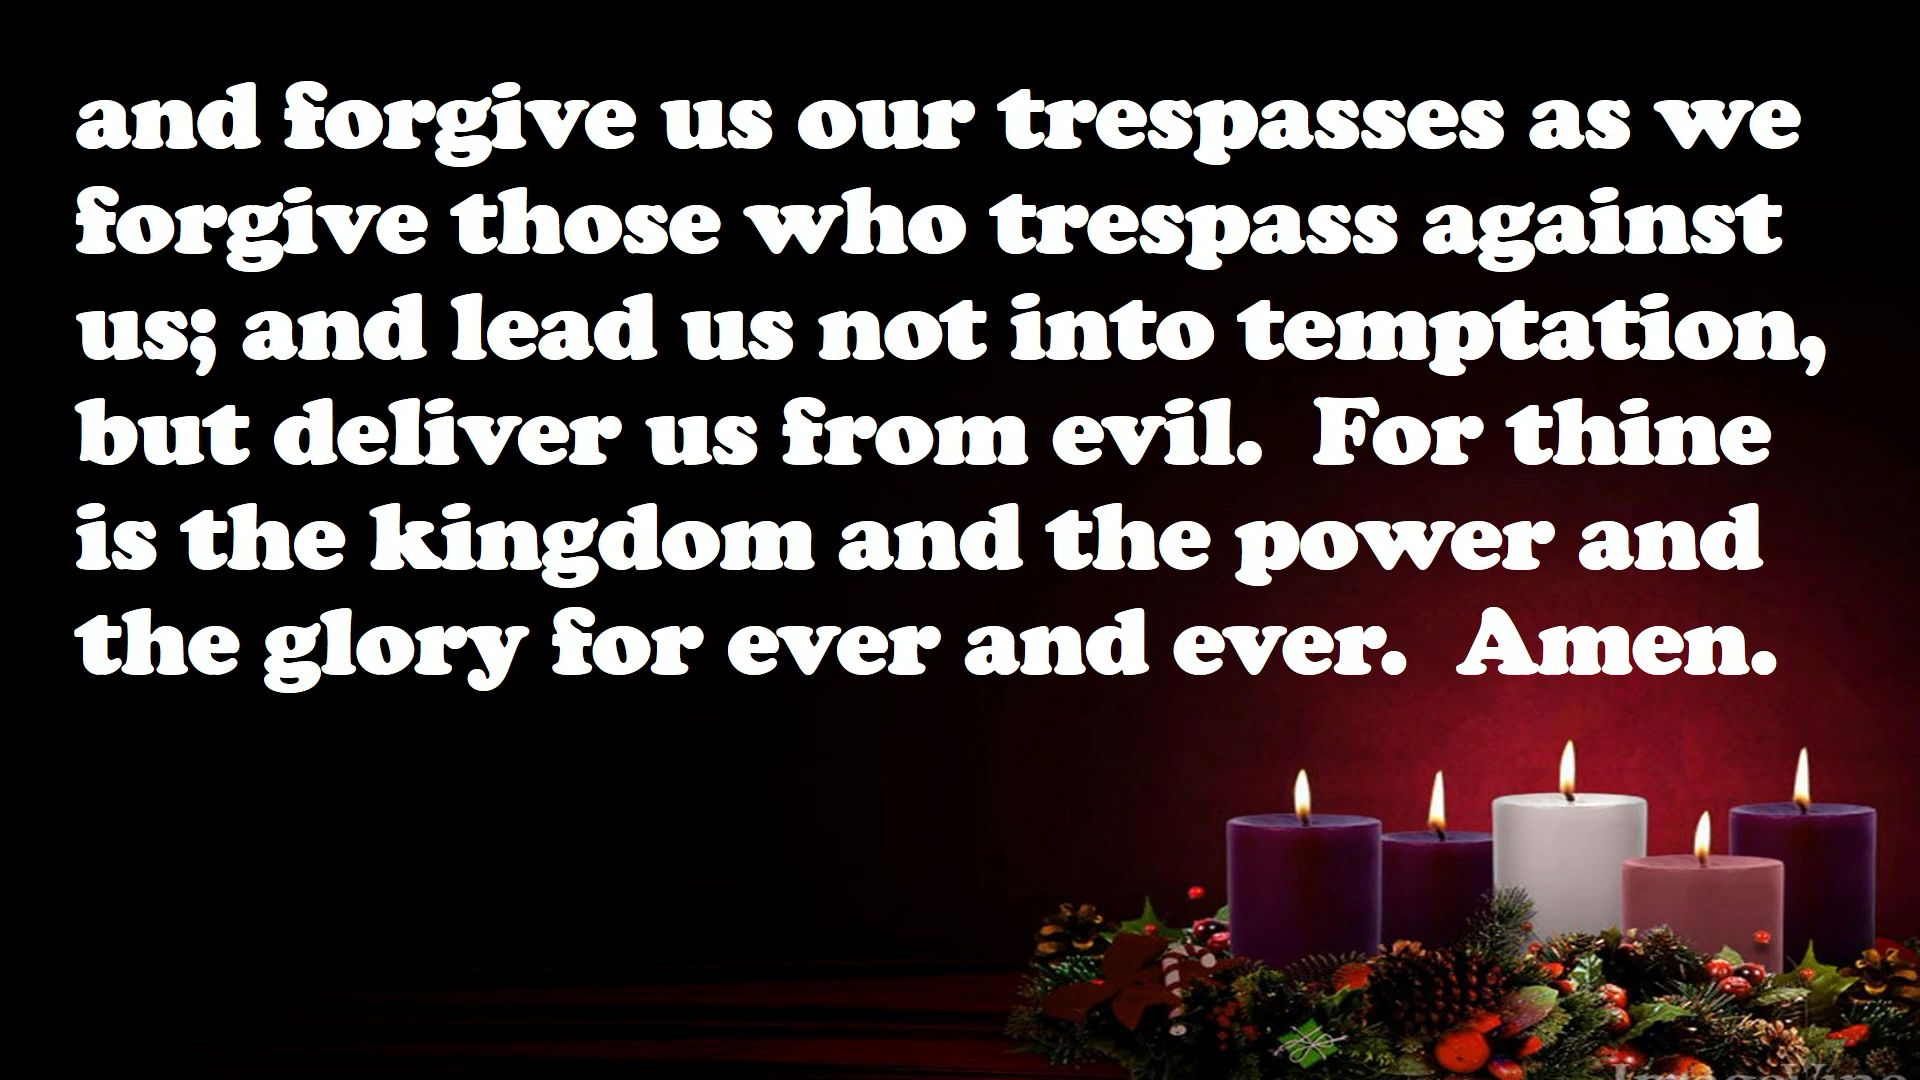 and forgive us our trespasses as we
forgive those who trespass against
us; and lead us not into temptation,
but deliver us from evil.  For thine
is the kingdom and the power and
the glory for ever and ever.  Amen.